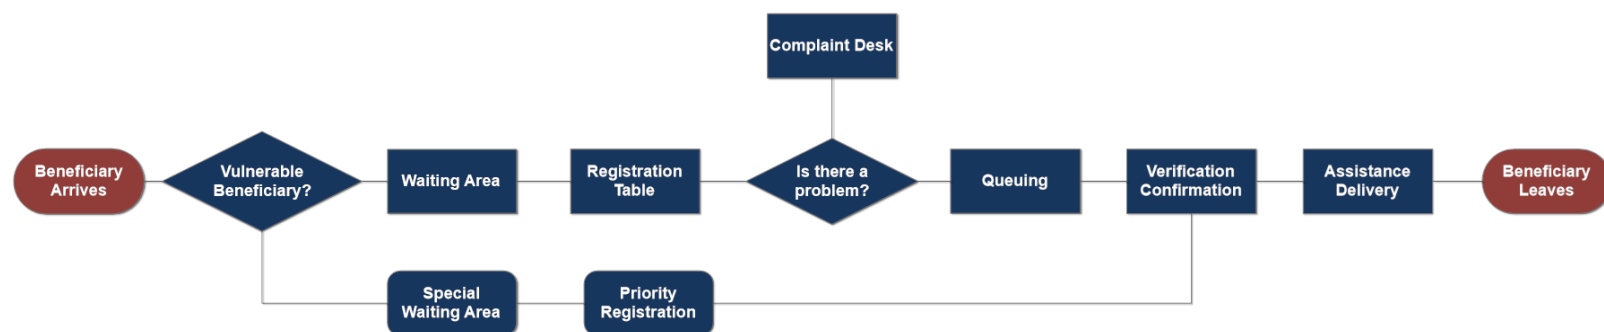 Complaint Desk
Beneficiary
Arrives
Vulnerable
Beneficiary?
Waiting Area
Registration
Table
Is there a
problem?
Queuing
Verification
Confirmation
Assistance
Delivery
Beneficiary
Leaves
Special
Waiting Area
Priority
Registration